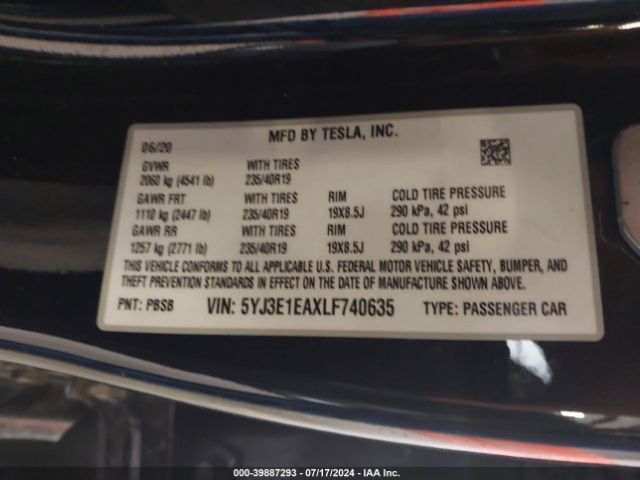 MFD BY TESLA, INC.
06/20
GVWR WITH TIRES
2060 kg (4541 lb) 235/40R19
GAWR FRT WITH TIRES RIM COLD TIRE PRESSURE
1110 kg (2447 lb) 235/40R19 19X8.5J 290 kPa, 42 psi
GAWR RR WITH TIRES RIM COLD TIRE PRESSURE
1257 kg (2771 lb) 235/40R19 19X8.5J 290 kPa, 42 psi
THIS VEHICLE CONFORMS TO ALL APPLICABLE U.S. FEDERAL MOTOR VEHICLE SAFETY, BUMPER, AND
THEFT PREVENTION STANDARDS IN EFFECT ON THE DATE OF MANUFACTURE SHOWN ABOVE.
PNT: PBSB VIN: 5YJ3E1EAXLF740635 TYPE: PASSENGER CAR
000-39887293 - 07/17/2024 - IAA Inc.